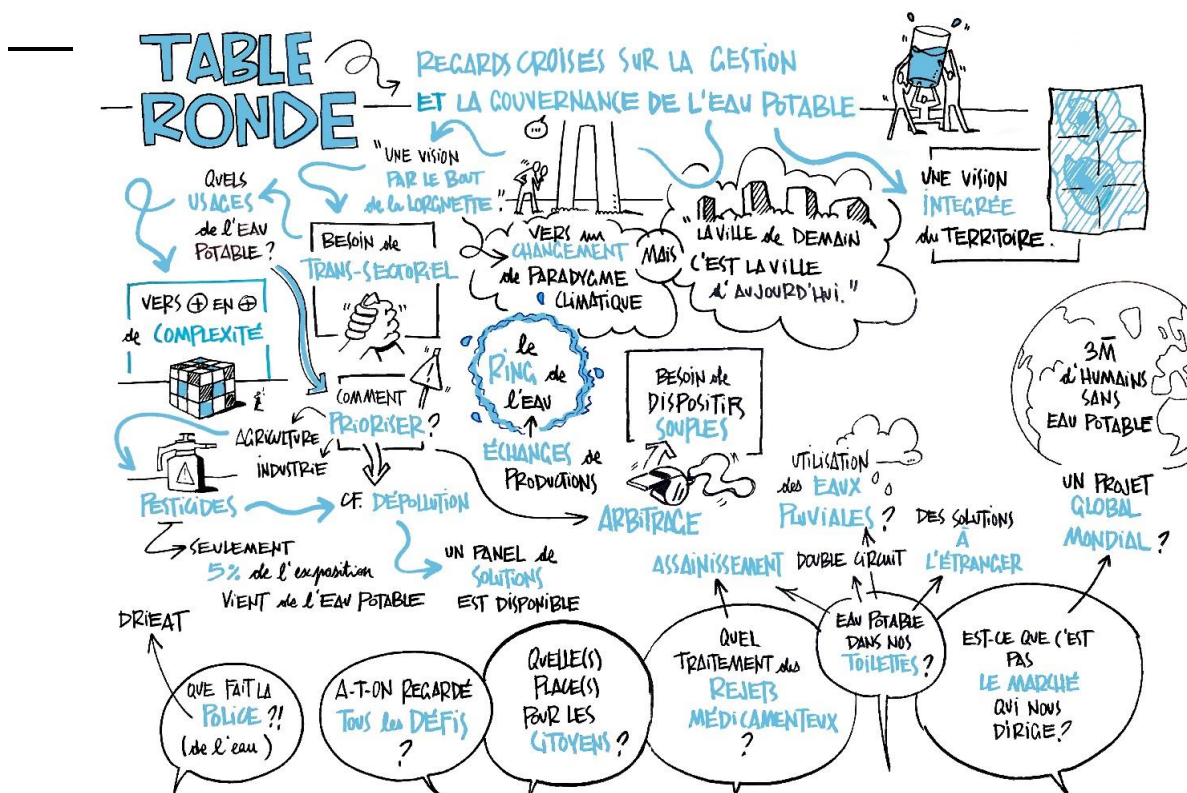 TABLE
RONDE
REGARDS CROISÉS SUR LA GESTION
ET LA GOUVERNANCE DE L'EAU POTABLE
"UNE VISION
PAR LE BOUT
de la LORGNETTE."
...
QUELS
USAGES
de l'EAU
POTABLE ?
BESOIN de
TRANS-SECTORIEL
VERS un
CHANGEMENT
de PARADYGME
CLIMATIQUE
MAIS
"LA VILLE de DEMAIN
C'EST LA VILLE
d'AUJOURD'HUI."
UNE VISION
INTEGRÉE
du TERRITOIRE.
VERS + EN +
de COMPLEXITÉ
COMMENT
PRIORISER ?
AGRICULTURE
INDUSTRIE
le
RING de
l'EAU
ÉCHANGES de
PRODUCTIONS
BESOIN de
DISPOSITIFS
SOUPLES
ARBITRAGE
3M
d'HUMAINS
SANS
EAU POTABLE
PESTICIDES
CF. DÉPOLLUTION
SEULEMENT
5% de l'exposition
VIENT de l'EAU POTABLE
UN PANEL de
SOLUTIONS
EST DISPONIBLE
UTILISATION
des EAUX
PLUVIALES ?
ASSAINISSEMENT
DOUBLE CIRCUIT
DES SOLUTIONS
À
L'ÉTRANGER
UN PROJET
GLOBAL
MONDIAL ?
DRIEAT
QUE FAIT LA
POLICE ?!
(de l'eau)
A-T-ON REGARDÉ
TOUS les DÉFIS
?
QUELLE(S)
PLACE(S)
POUR LES
CITOYENS ?
QUEL
TRAITEMENT des
REJETS
MÉDICAMENTEUX
?
EAU POTABLE
DANS NOS
TOILETTES ?
EST-CE QUE C'EST
PAS
LE MARCHÉ
QUI NOUS
DIRIGE ?